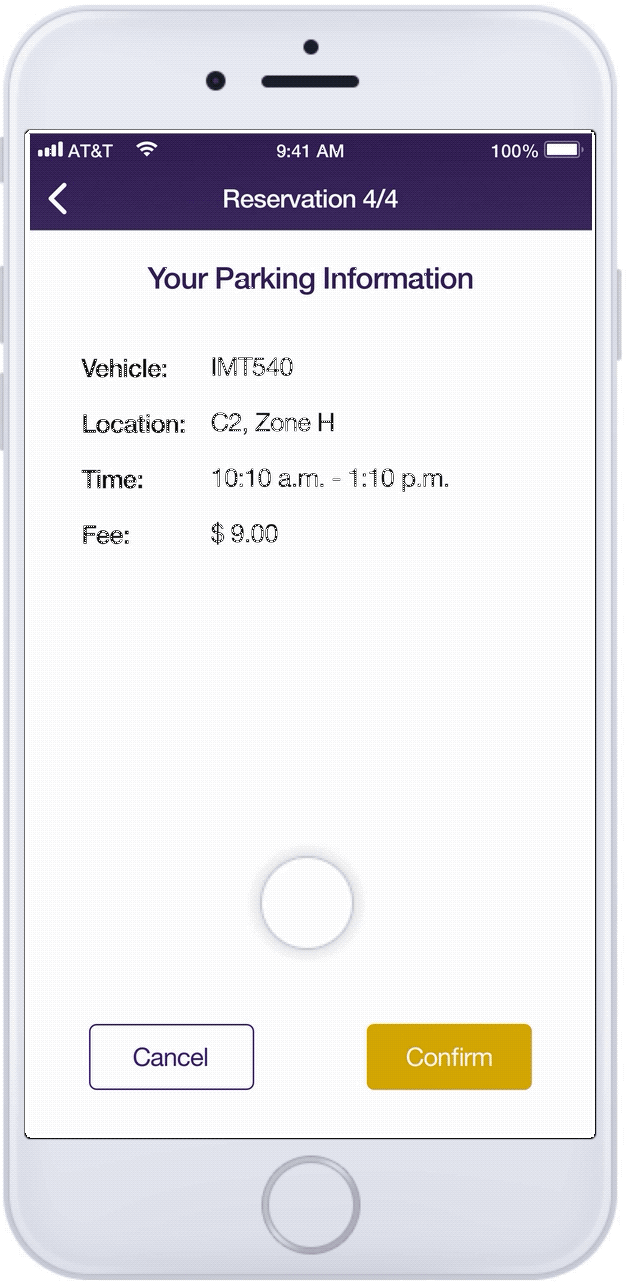 AT&T 9:41 AM 100%
Reservation 4/4
Your Parking Information
Vehicle: IMT540
Location: C2, Zone H
Time: 10:10 a.m. - 1:10 p.m.
Fee: $ 9.00
Cancel Confirm